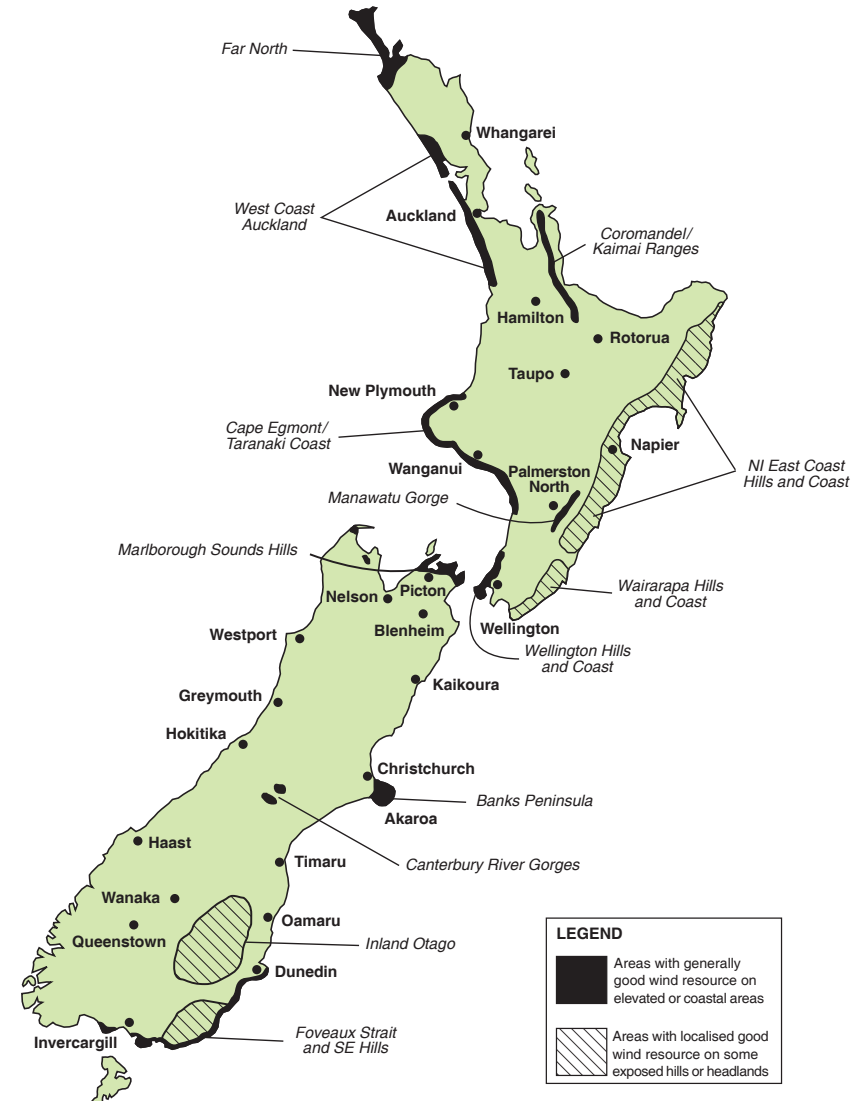 Far North
Whangarei
West Coast
Auckland
Auckland
Coromandel/
Kaimai Ranges
Hamilton
Rotorua
Taupo
New Plymouth
Cape Egmont/
Taranaki Coast
Napier
Wanganui
Palmerston
North
NI East Coast
Hills and Coast
Manawatu Gorge
Marlborough Sounds Hills
Picton
Nelson
Wairarapa Hills
and Coast
Blenheim
Wellington
Westport
Wellington Hills
and Coast
Kaikoura
Greymouth
Hokitika
Christchurch
Banks Peninsula
Akaroa
Haast
Timaru
Canterbury River Gorges
Wanaka
Oamaru
Queenstown
Inland Otago
Dunedin
Invercargill
Foveaux Strait
and SE Hills
LEGEND
Areas with generally
good wind resource on
elevated or coastal areas
Areas with localised good
wind resource on some
exposed hills or headlands